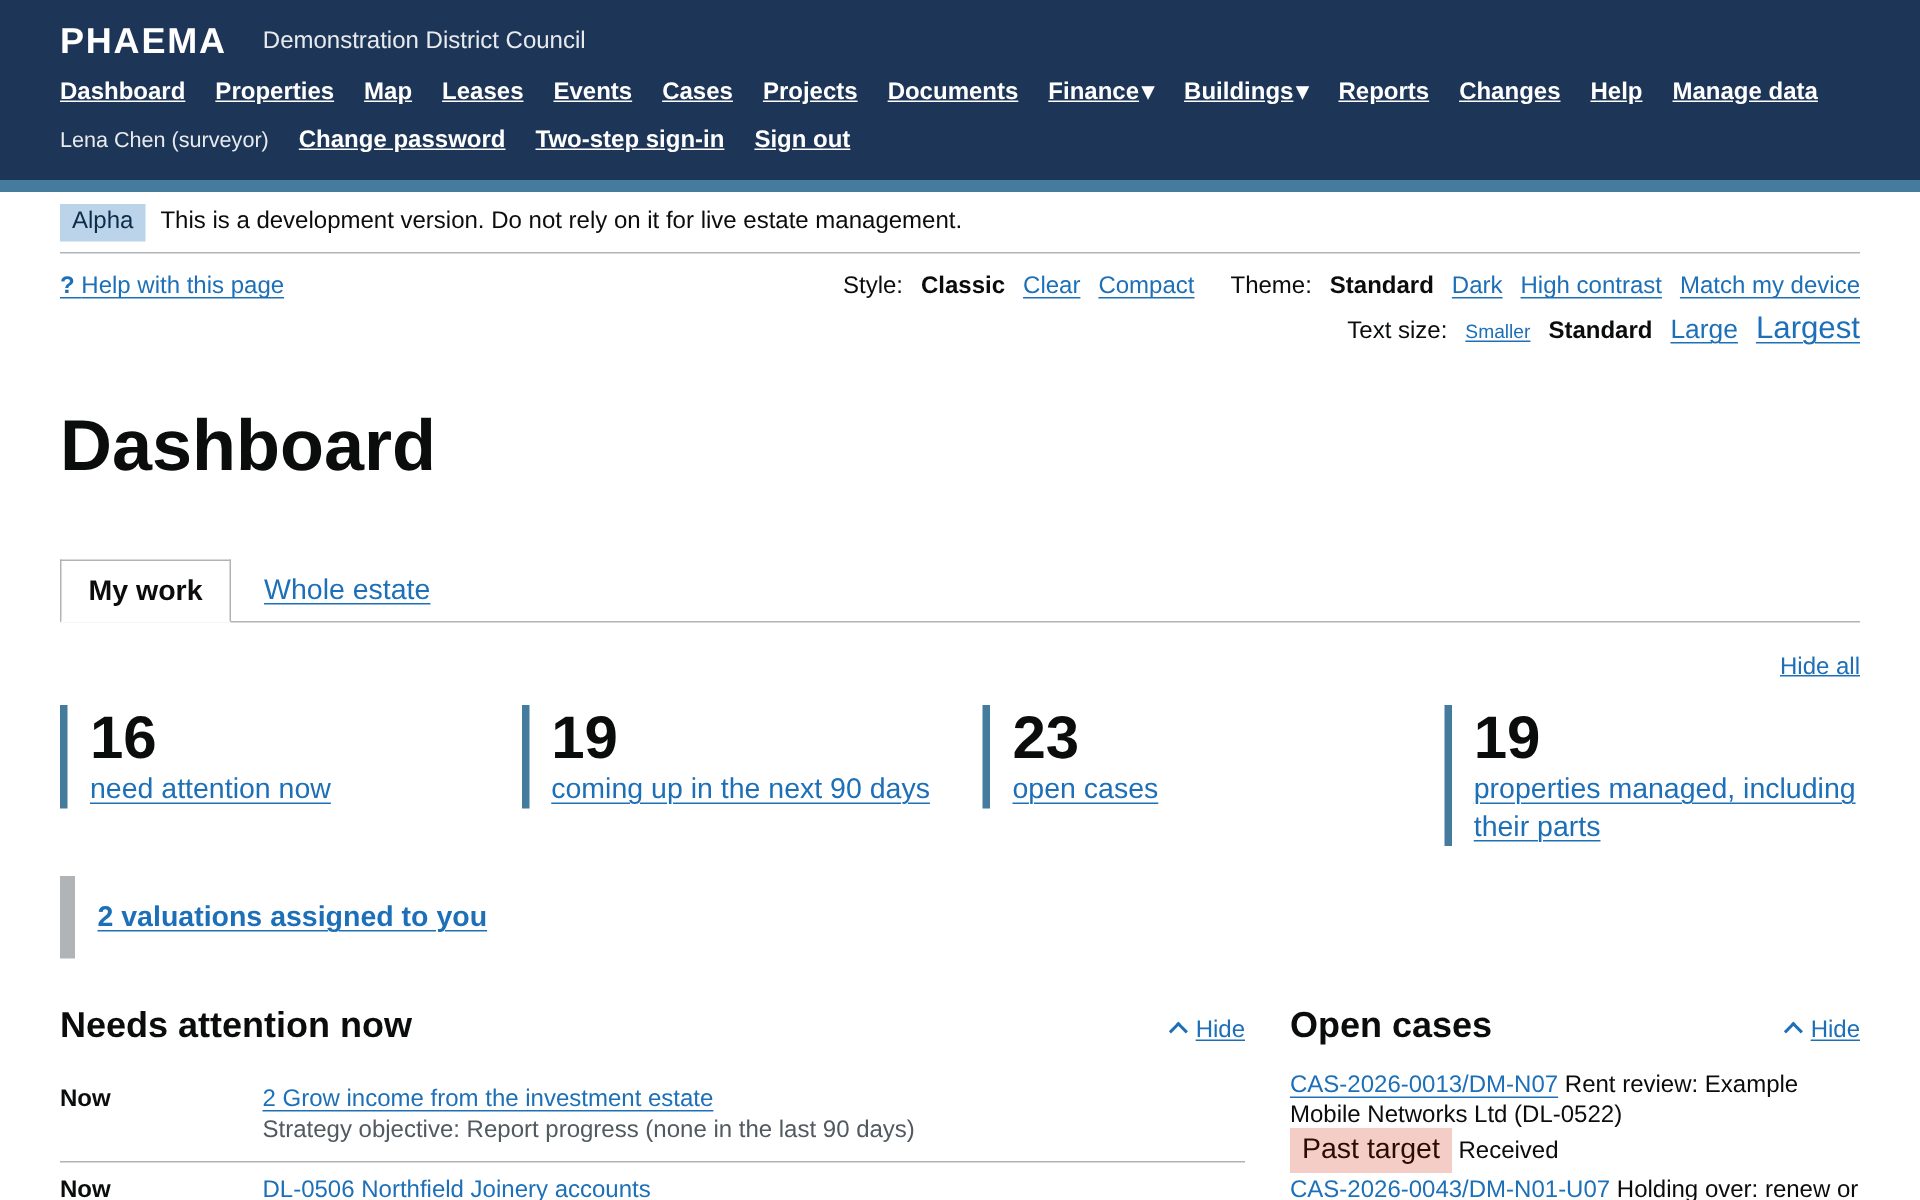 PHAEMA Demonstration District Council
Dashboard Properties Map Leases Events Cases Projects Documents Finance▾ Buildings▾ Reports Changes Help Manage data
Lena Chen (surveyor) Change password Two-step sign-in Sign out
Alpha This is a development version. Do not rely on it for live estate management.
? Help with this page
Style: Classic Clear Compact Theme: Standard Dark High contrast Match my device
Text size: Smaller Standard Large Largest
Dashboard
My work Whole estate
Hide all
16
need attention now
19
coming up in the next 90 days
23
open cases
19
properties managed, including
their parts
2 valuations assigned to you
Needs attention now Hide
Now 2 Grow income from the investment estate
Strategy objective: Report progress (none in the last 90 days)
Now DL-0506 Northfield Joinery accounts
Open cases Hide
CAS-2026-0013/DM-N07 Rent review: Example
Mobile Networks Ltd (DL-0522)
Past target Received
CAS-2026-0043/DM-N01-U07 Holding over: renew or